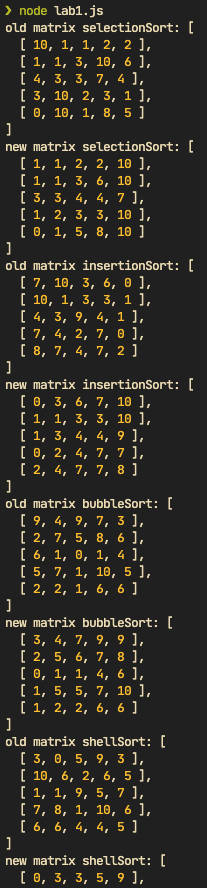 ❯ node lab1.js
old matrix selectionSort: [
  [ 10, 1, 1, 2, 2 ],
  [ 1, 1, 3, 10, 6 ],
  [ 4, 3, 3, 7, 4 ],
  [ 3, 10, 2, 3, 1 ],
  [ 0, 10, 1, 8, 5 ]
]
new matrix selectionSort: [
  [ 1, 1, 2, 2, 10 ],
  [ 1, 1, 3, 6, 10 ],
  [ 3, 3, 4, 4, 7 ],
  [ 1, 2, 3, 3, 10 ],
  [ 0, 1, 5, 8, 10 ]
]
old matrix insertionSort: [
  [ 7, 10, 3, 6, 0 ],
  [ 10, 1, 3, 3, 1 ],
  [ 4, 3, 9, 4, 1 ],
  [ 7, 4, 2, 7, 0 ],
  [ 8, 7, 4, 7, 2 ]
]
new matrix insertionSort: [
  [ 0, 3, 6, 7, 10 ],
  [ 1, 1, 3, 3, 10 ],
  [ 1, 3, 4, 4, 9 ],
  [ 0, 2, 4, 7, 7 ],
  [ 2, 4, 7, 7, 8 ]
]
old matrix bubbleSort: [
  [ 9, 4, 9, 7, 3 ],
  [ 2, 7, 5, 8, 6 ],
  [ 6, 1, 0, 1, 4 ],
  [ 5, 7, 1, 10, 5 ],
  [ 2, 2, 1, 6, 6 ]
]
new matrix bubbleSort: [
  [ 3, 4, 7, 9, 9 ],
  [ 2, 5, 6, 7, 8 ],
  [ 0, 1, 1, 4, 6 ],
  [ 1, 5, 5, 7, 10 ],
  [ 1, 2, 2, 6, 6 ]
]
old matrix shellSort: [
  [ 3, 0, 5, 9, 3 ],
  [ 10, 6, 2, 6, 5 ],
  [ 1, 1, 9, 5, 7 ],
  [ 7, 8, 1, 10, 6 ],
  [ 6, 6, 4, 4, 5 ]
]
new matrix shellSort: [
  [ 0, 3, 3, 5, 9 ],